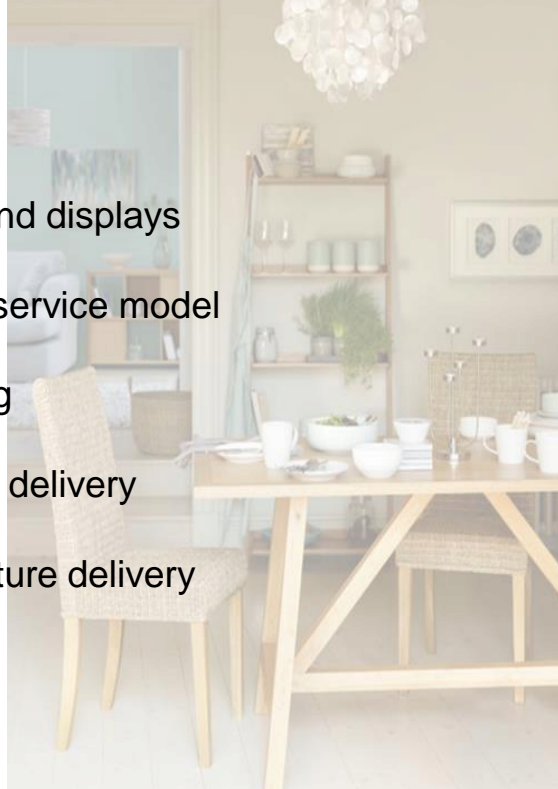 nd displays
service model
g
delivery
ture delivery